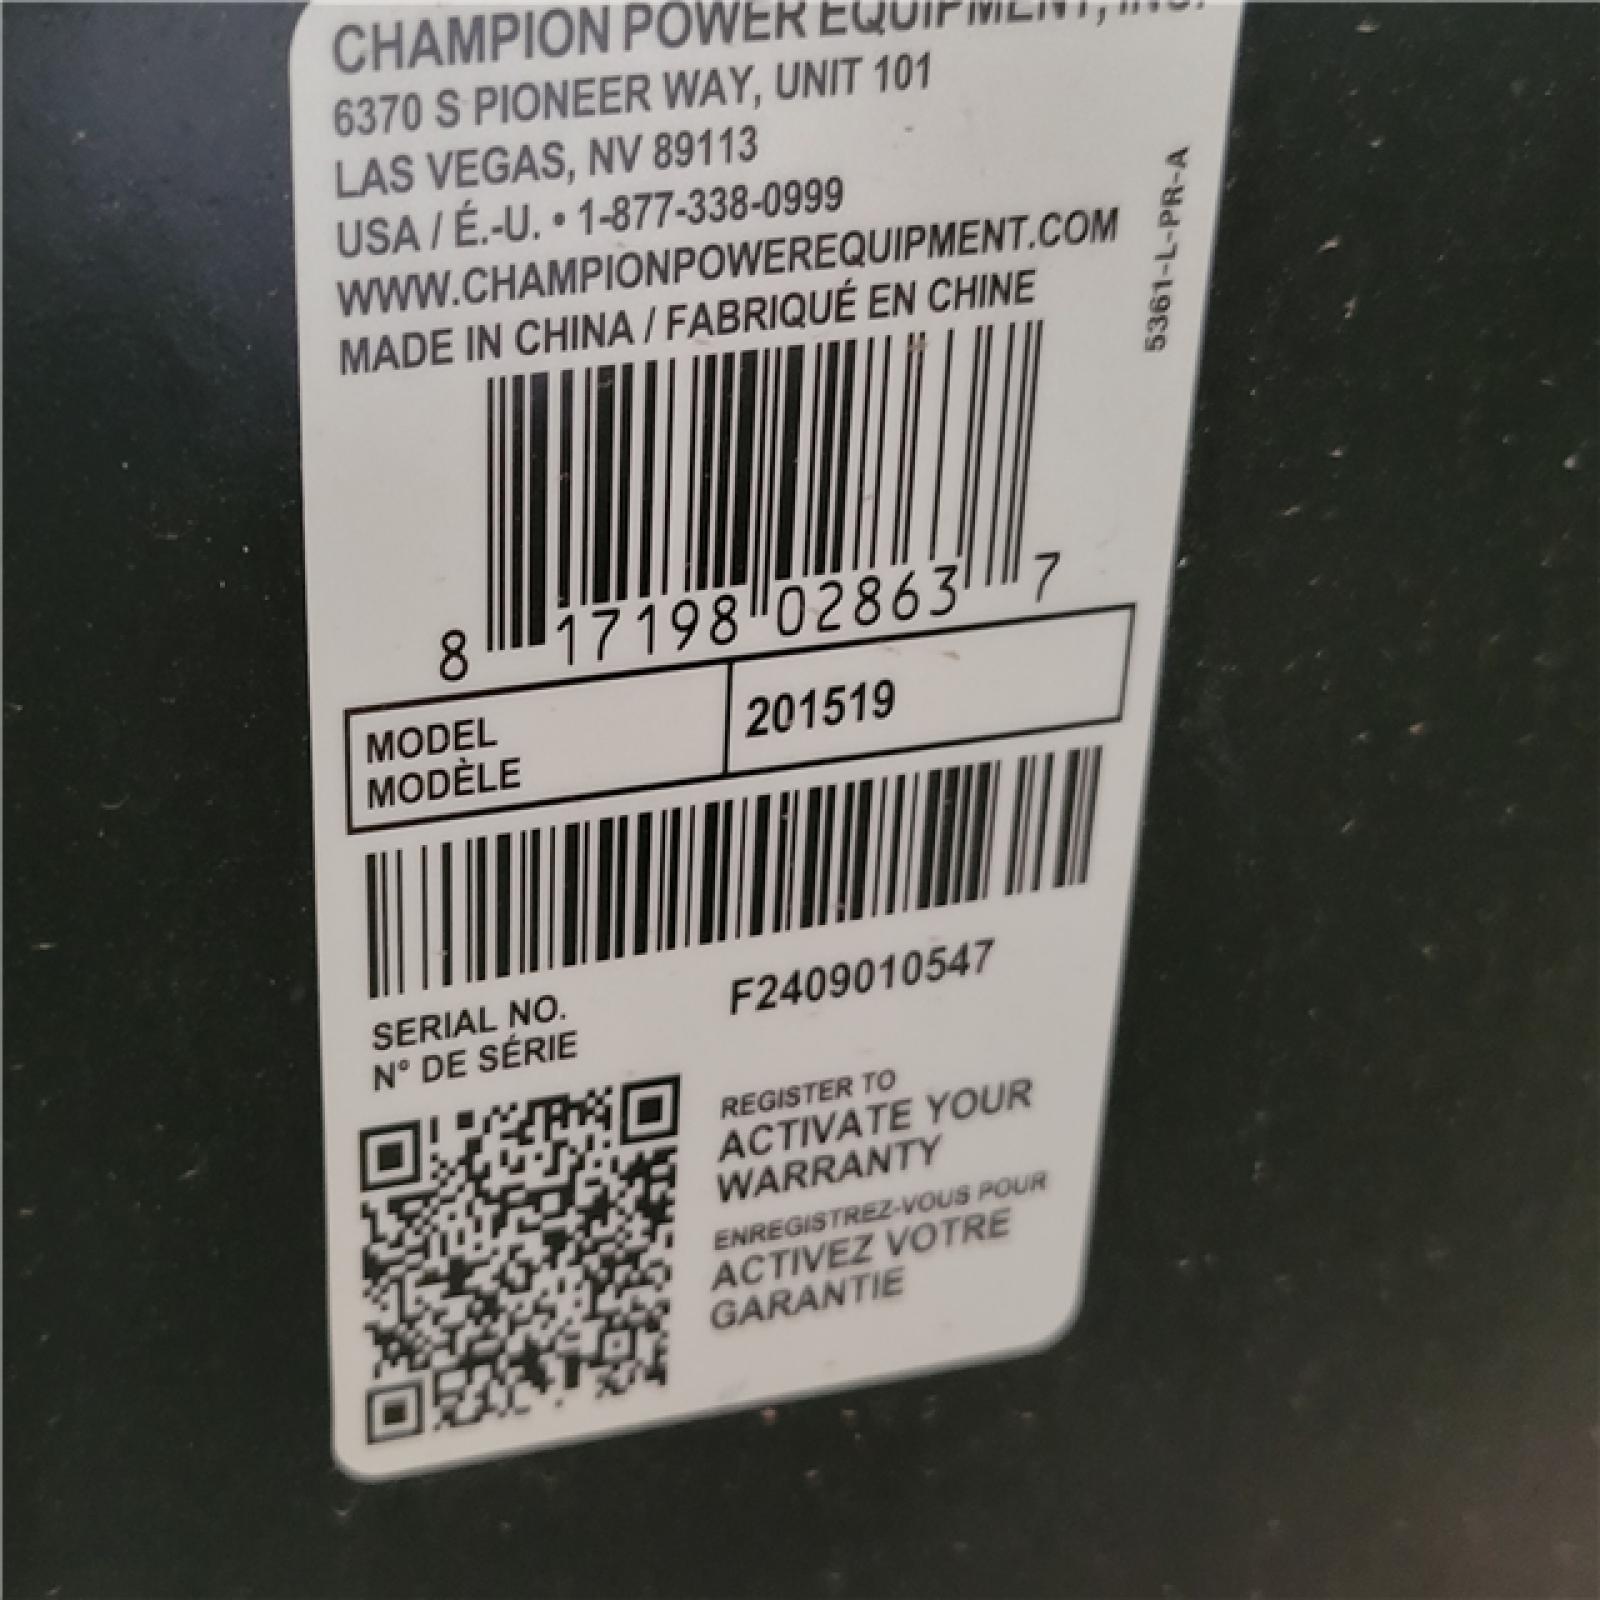 CHAMPION POWER EQUIPMENT, INC.
6370 S PIONEER WAY, UNIT 101
LAS VEGAS, NV 89113
USA / É.-U. • 1-877-338-0999
WWW.CHAMPIONPOWEREQUIPMENT.COM
MADE IN CHINA / FABRIQUÉ EN CHINE
5361-L-PR-A
8 17198 02863 7
MODEL
MODÈLE
201519
SERIAL NO.
N° DE SÉRIE
F2409010547
REGISTER TO
ACTIVATE YOUR
WARRANTY
ENREGISTREZ-VOUS POUR
ACTIVEZ VOTRE
GARANTIE